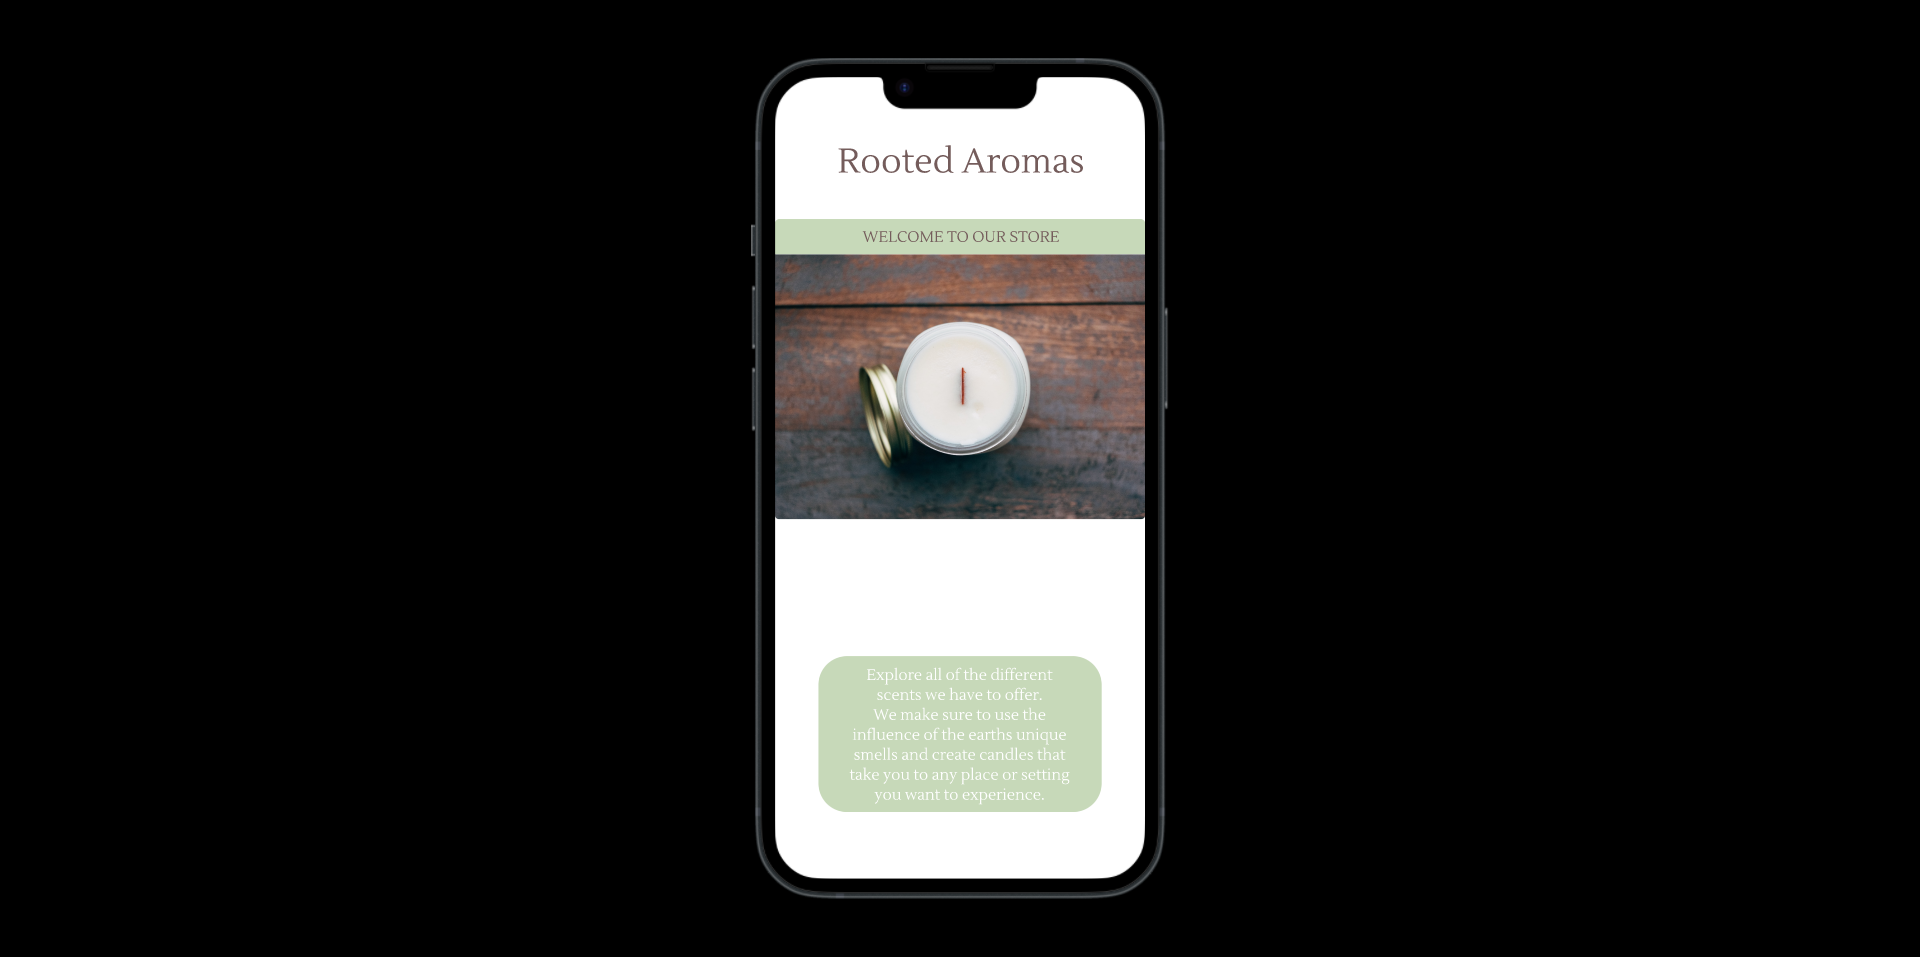 Rooted Aromas
WELCOME TO OUR STORE
Explore all of the different
scents we have to offer.
We make sure to use the
influence of the earths unique
smells and create candles that
take you to any place or setting
you want to experience.